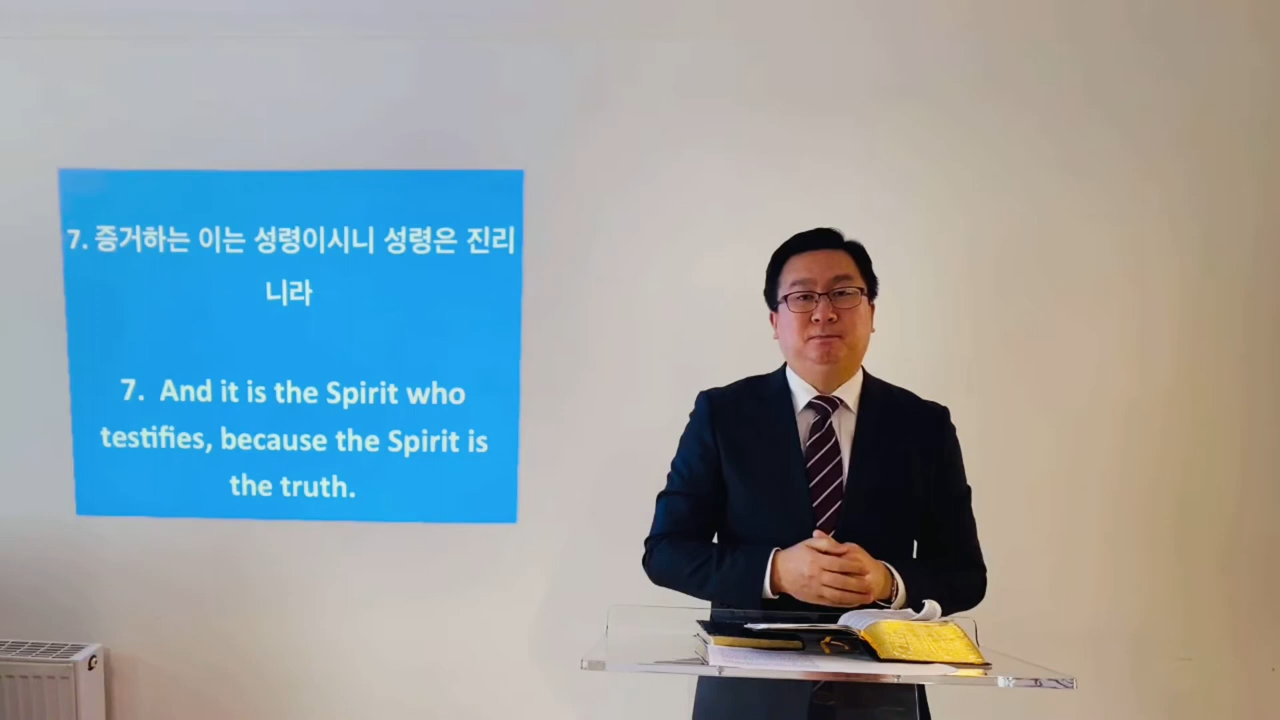 7. 증거하는 이는 성령이시니 성령은 진리
니라
7. And it is the Spirit who
testifies, because the Spirit is
the truth.